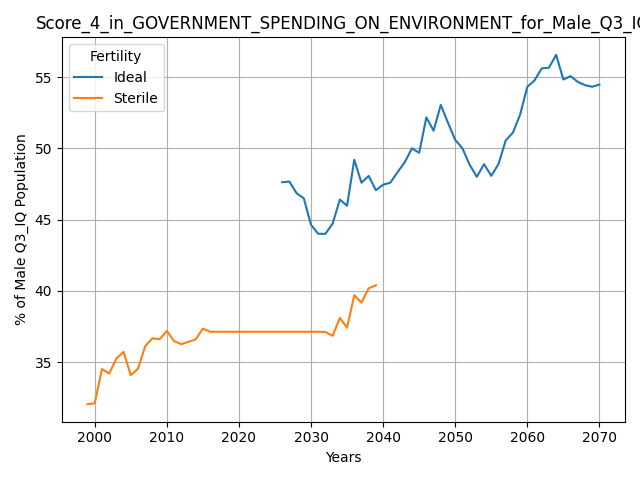 Score_4_in_GOVERNMENT_SPENDING_ON_ENVIRONMENT_for_Male_Q3_IQ
Fertility
Ideal
Sterile
55
50
45
40
35
% of Male Q3_IQ Population
2000 2010 2020 2030 2040 2050 2060 2070
Years